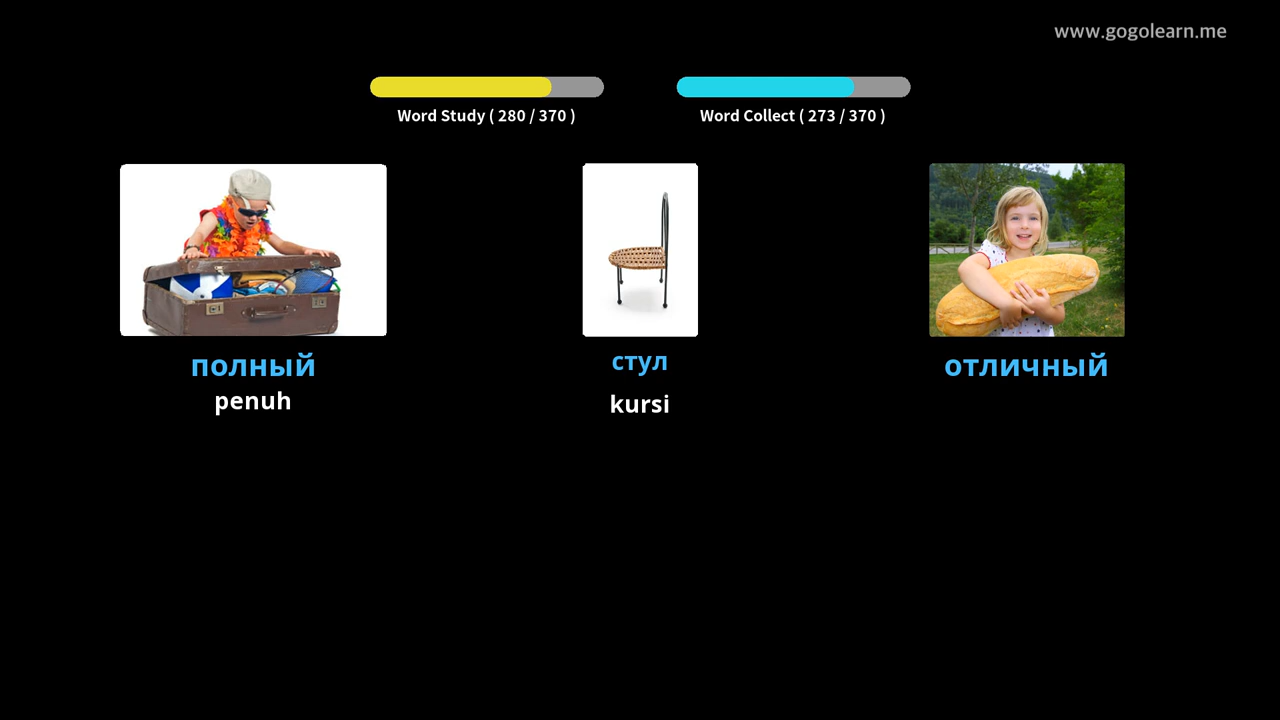 www.gogolearn.me
Word Study ( 280 / 370 )
Word Collect ( 273 / 370 )
полный
penuh
стул
kursi
отличный